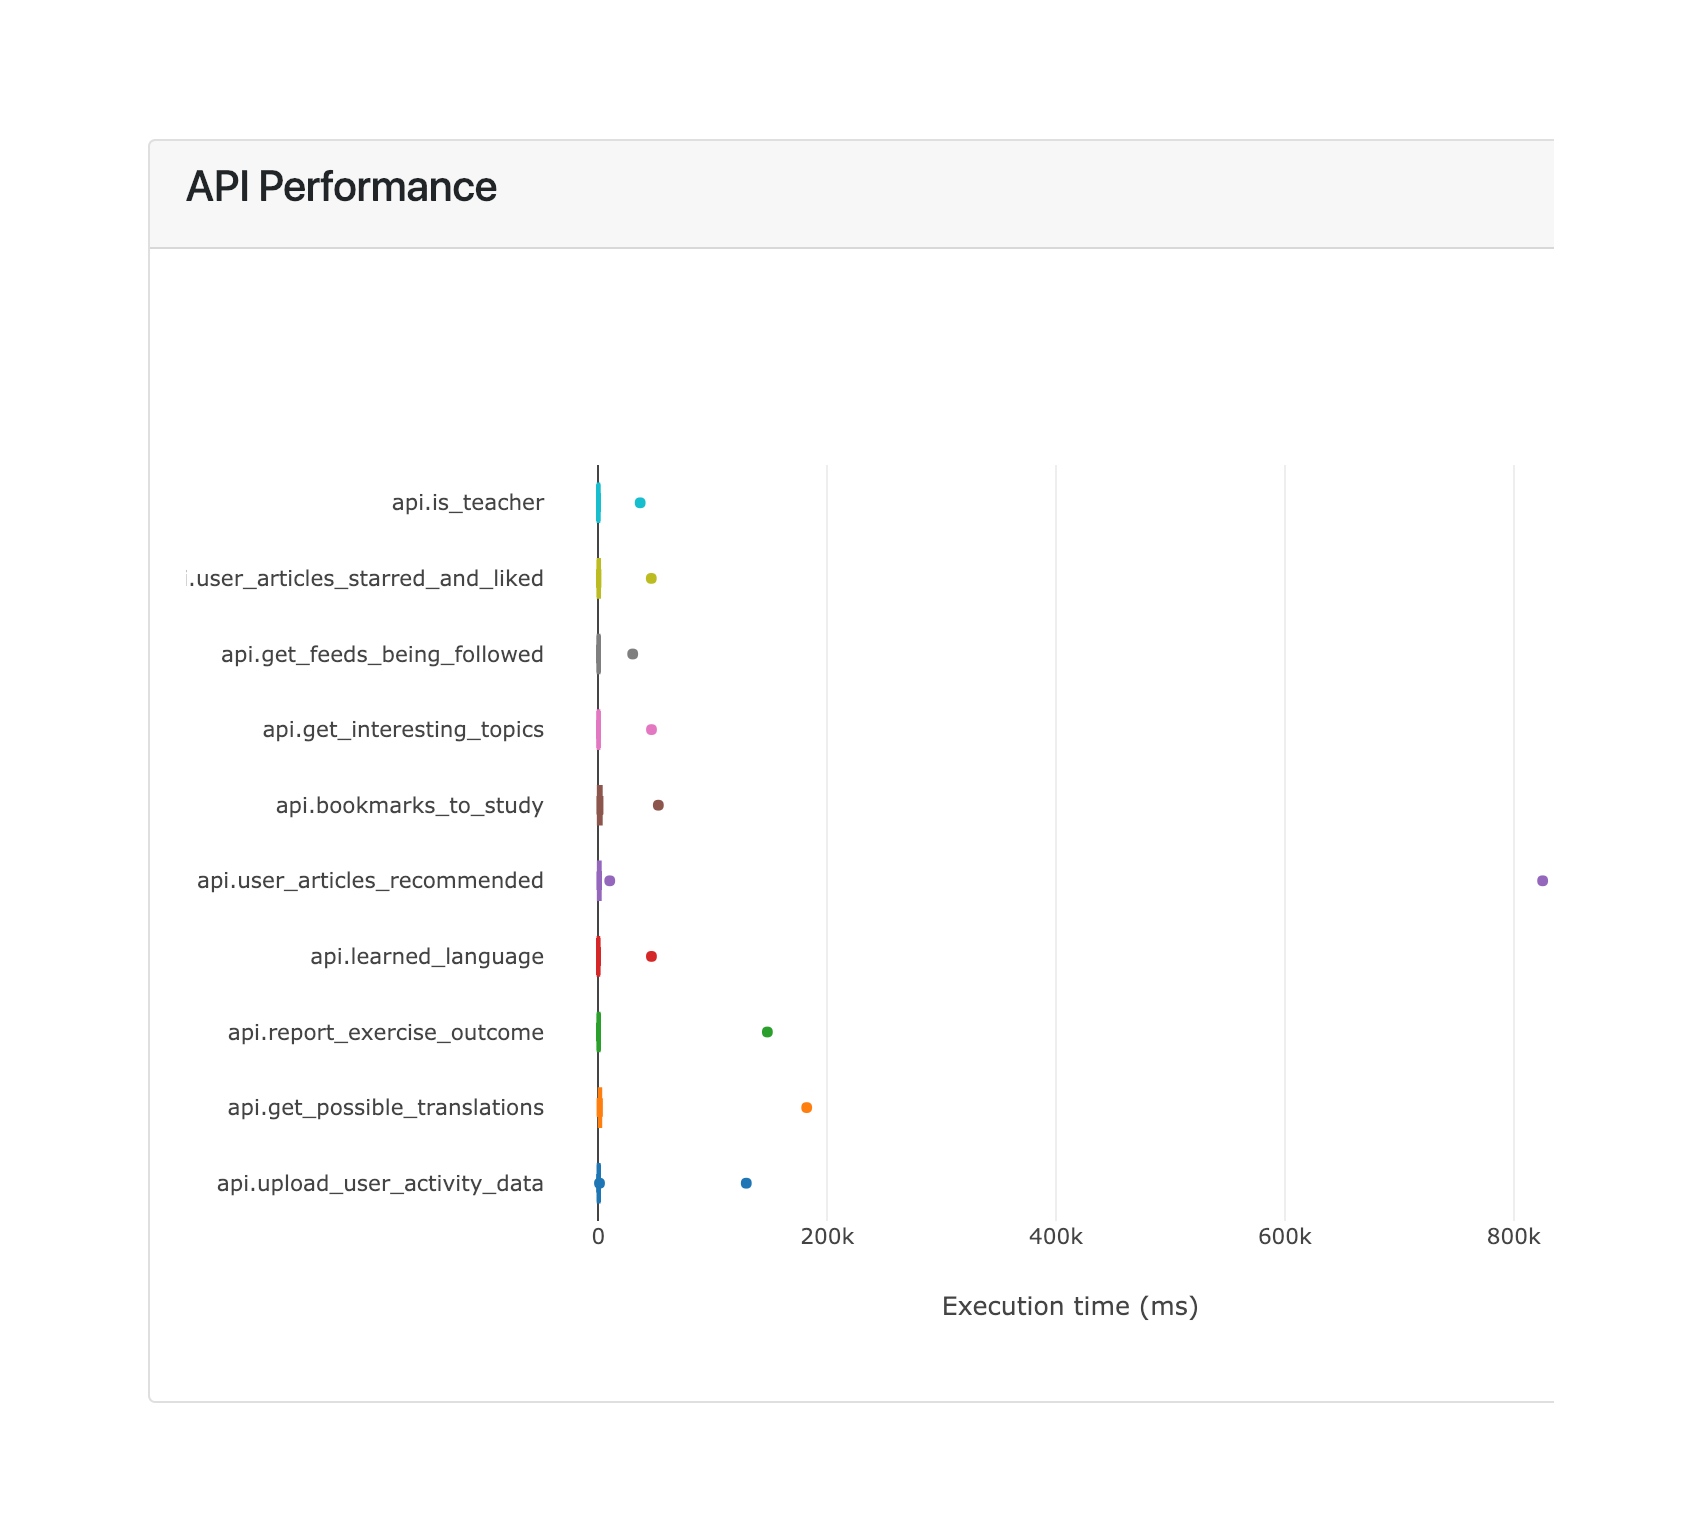 API Performance
api.is_teacher
i.user_articles_starred_and_liked
api.get_feeds_being_followed
api.get_interesting_topics
api.bookmarks_to_study
api.user_articles_recommended
api.learned_language
api.report_exercise_outcome
api.get_possible_translations
api.upload_user_activity_data
0 200k 400k 600k 800k
Execution time (ms)